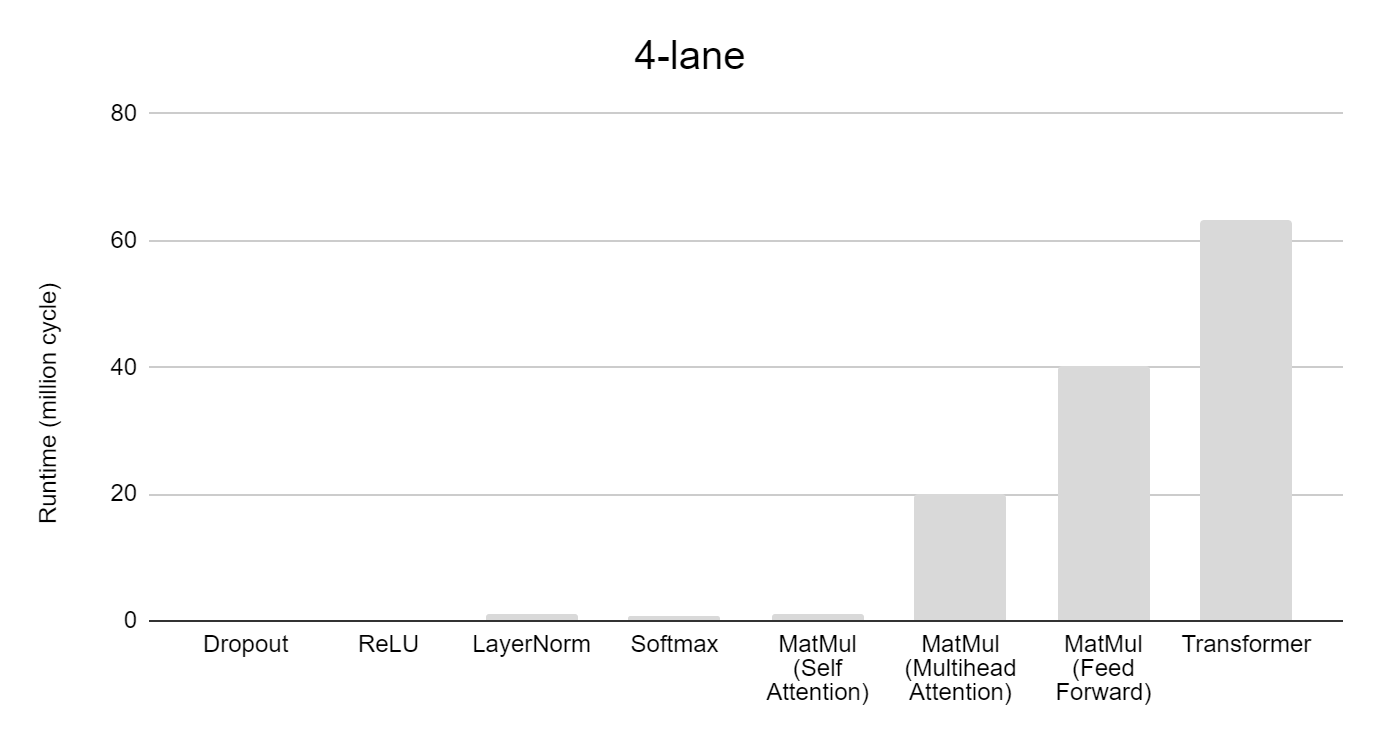 4-lane
80
60
40
20
0
Runtime (million cycle)
Dropout
ReLU
LayerNorm
Softmax
MatMul
(Self
Attention)
MatMul
(Multihead
Attention)
MatMul
(Feed
Forward)
Transformer